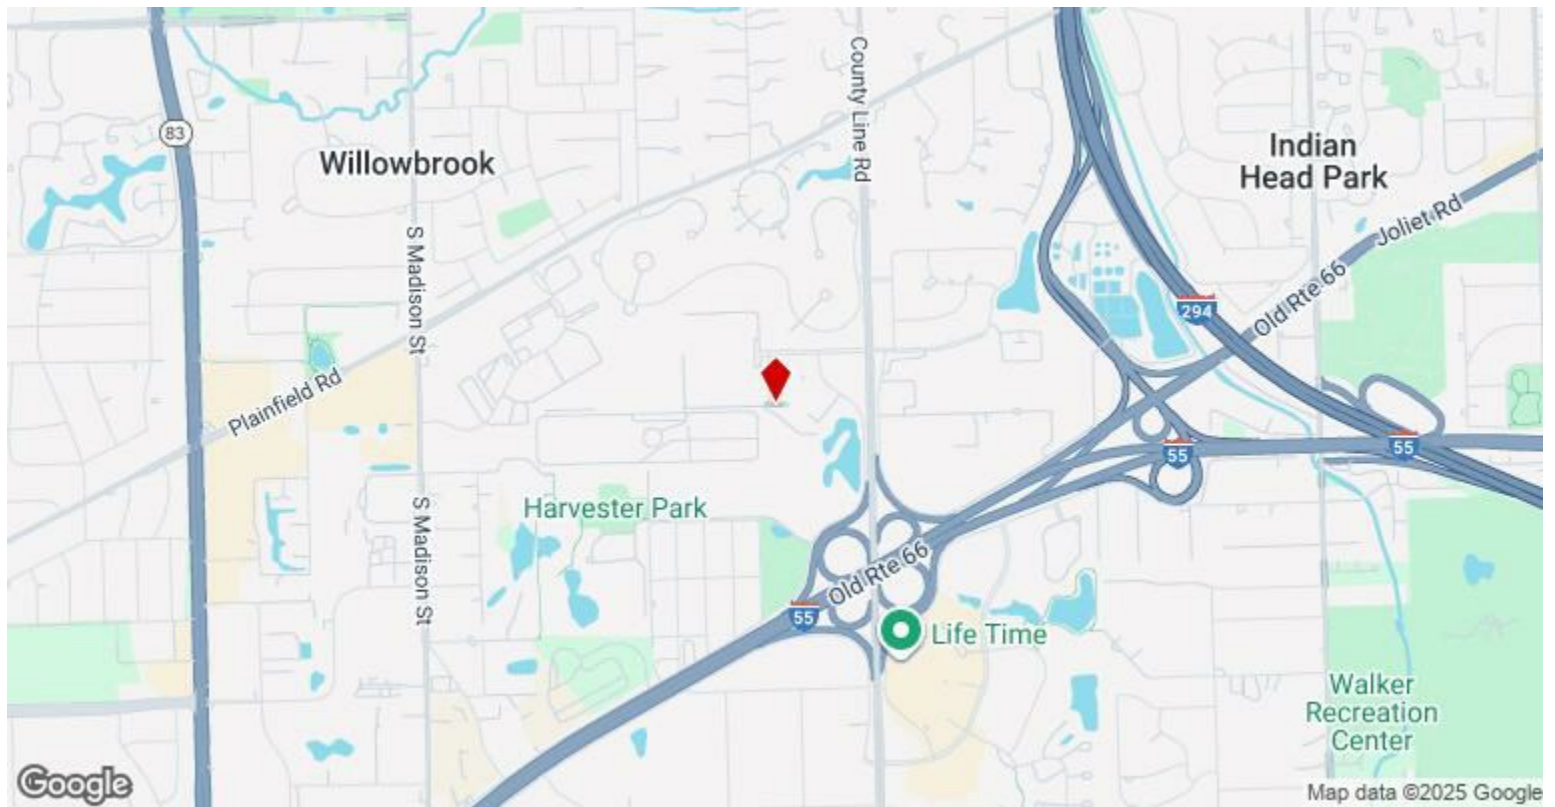 County Line Rd
83
Willowbrook
Indian
Head Park
Joliet Rd
S Madison St
Old Rte 66
294
Plainfield Rd
55
55
Harvester Park
S Madison St
Old Rte 66
55
Life Time
Walker
Recreation
Center
Google
Map data ©2025 Google